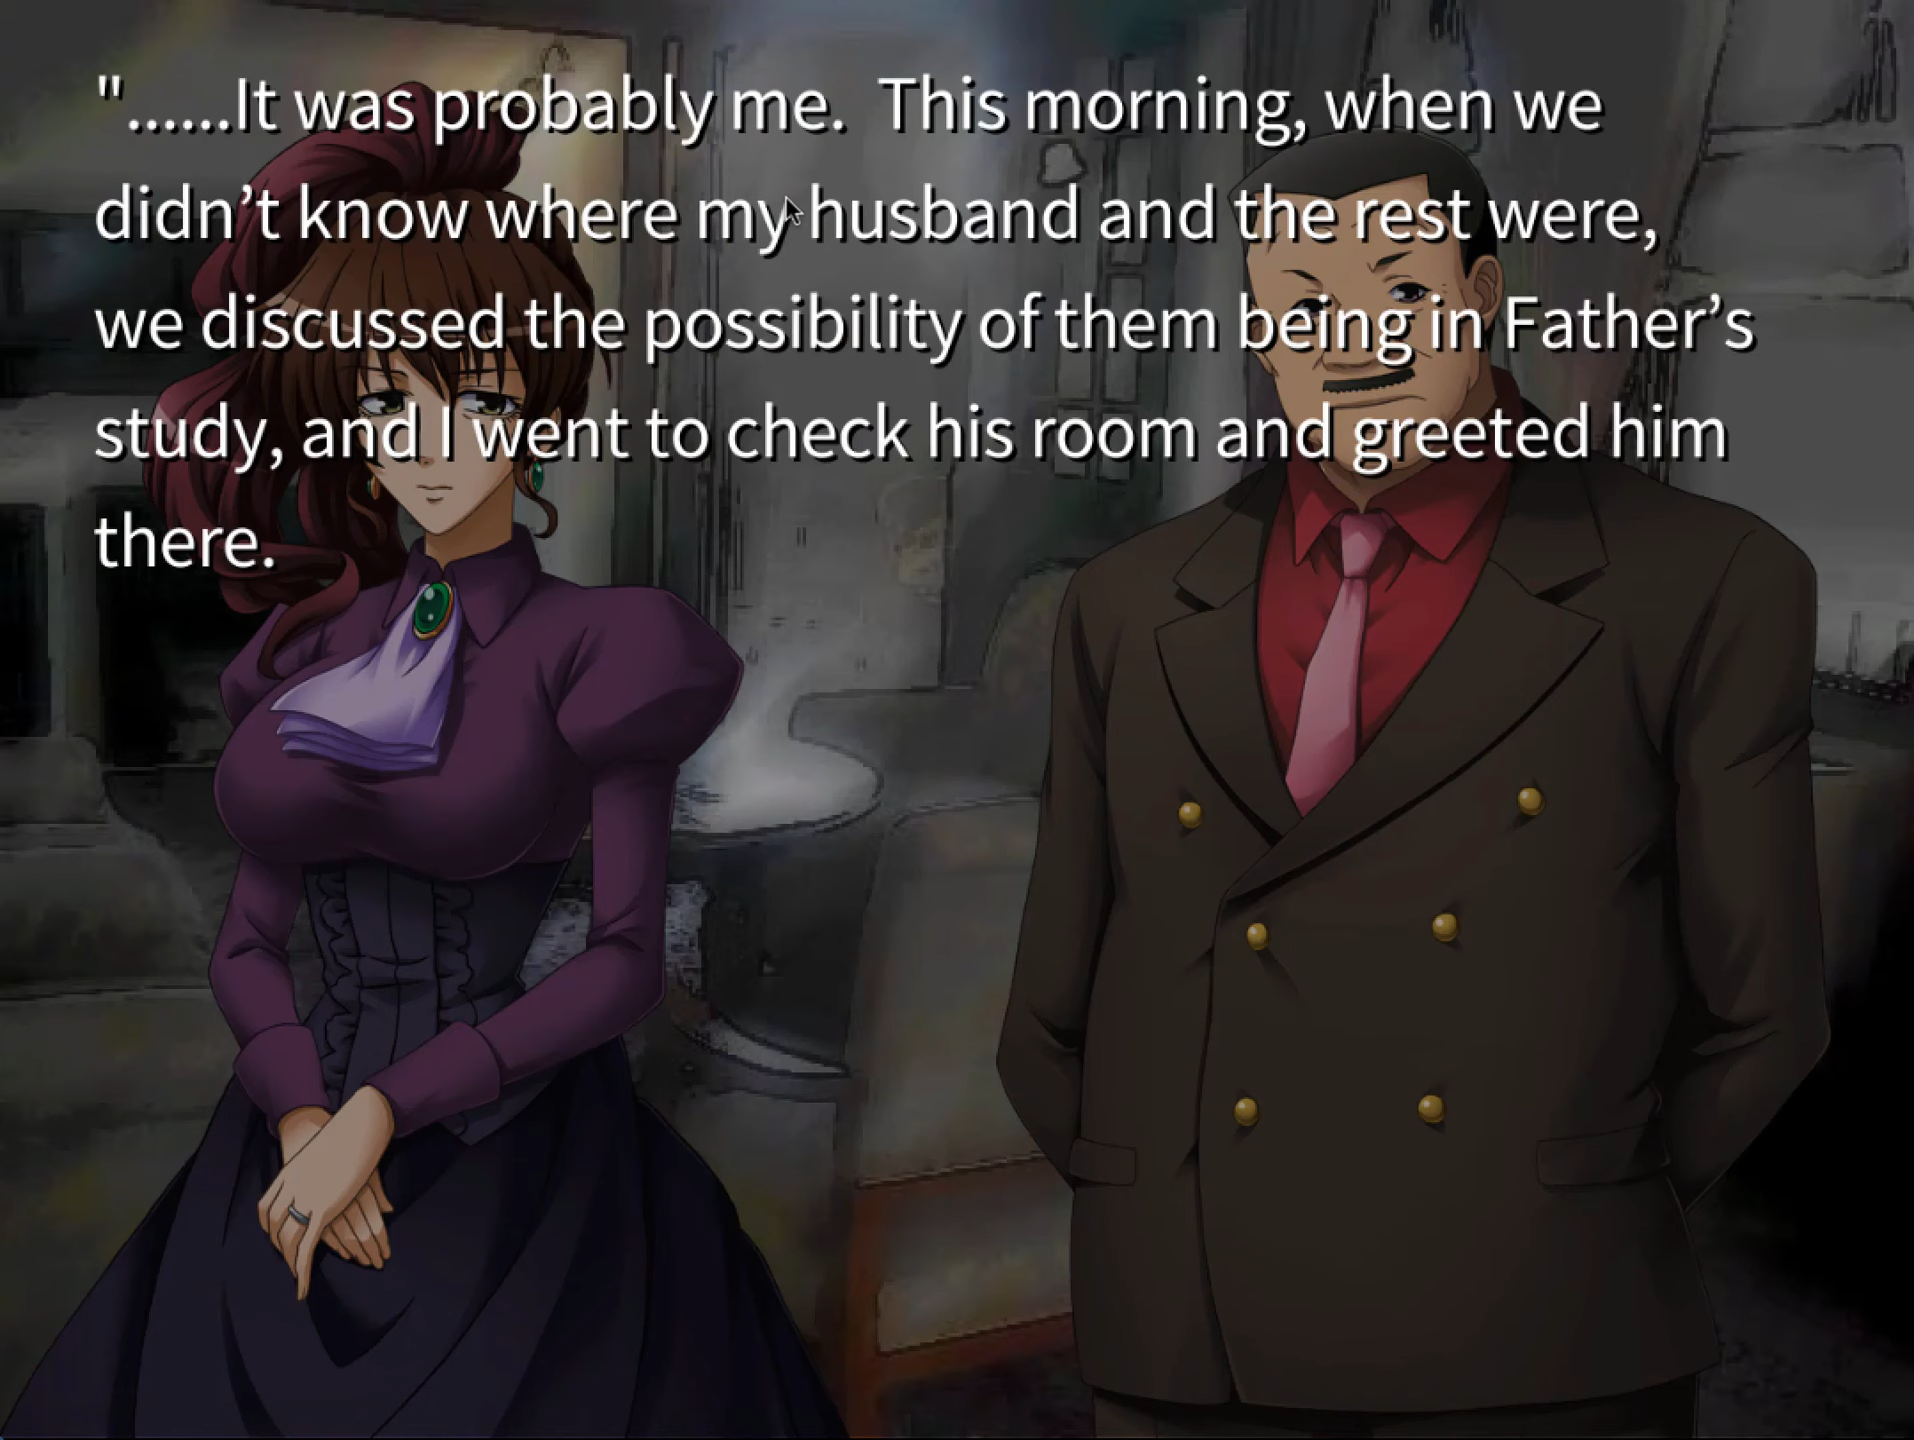 "......It was probably me.  This morning, when we
didn’t know where my husband and the rest were,
we discussed the possibility of them being in Father’s
study, and I went to check his room and greeted him
there.